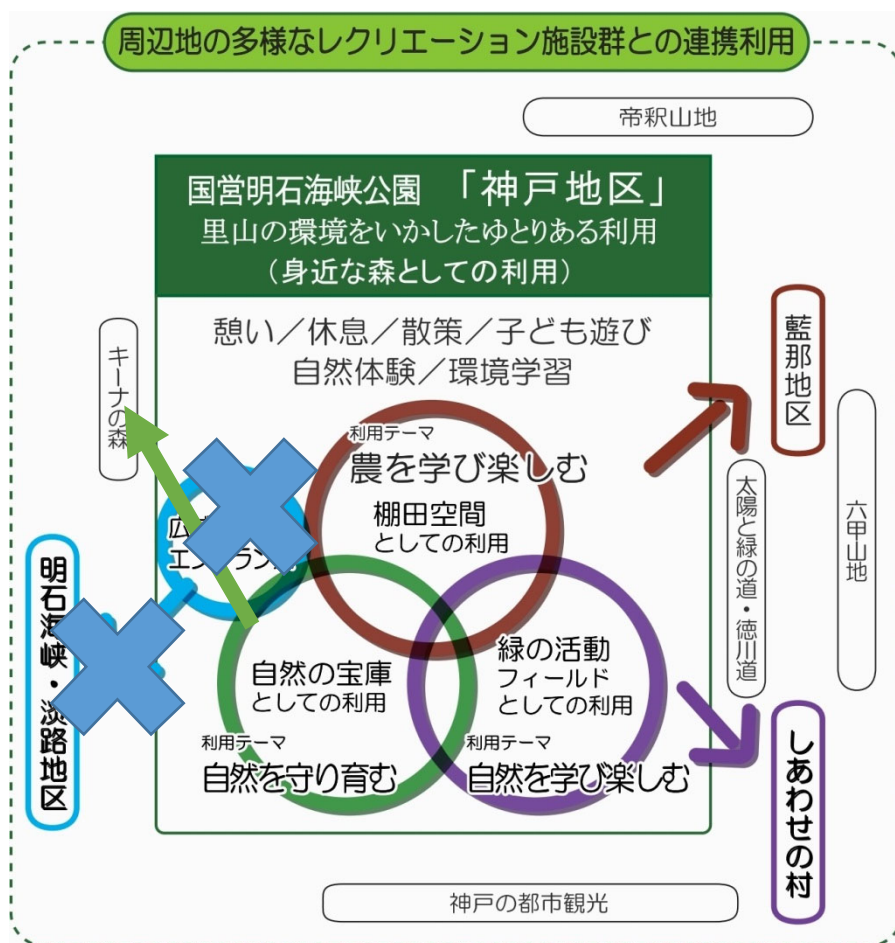 周辺地の多様なレクリエーション施設群との連携利用
帝釈山地
国営明石海峡公園 「神戸地区」
里山の環境をいかしたゆとりある利用
(身近な森としての利用)
憩い/休息/散策/子ども遊び
自然体験/環境学習
キーナの森
藍那地区
利用テーマ
農を学び楽しむ
棚田空間
としての利用
太陽と緑の道・徳川道
六甲山地
明石海峡・淡路地区
自然の宝庫
としての利用
利用テーマ
自然を守り育む
緑の活動
フィールド
としての利用
利用テーマ
自然を学び楽しむ
しあわせの村
神戸の都市観光